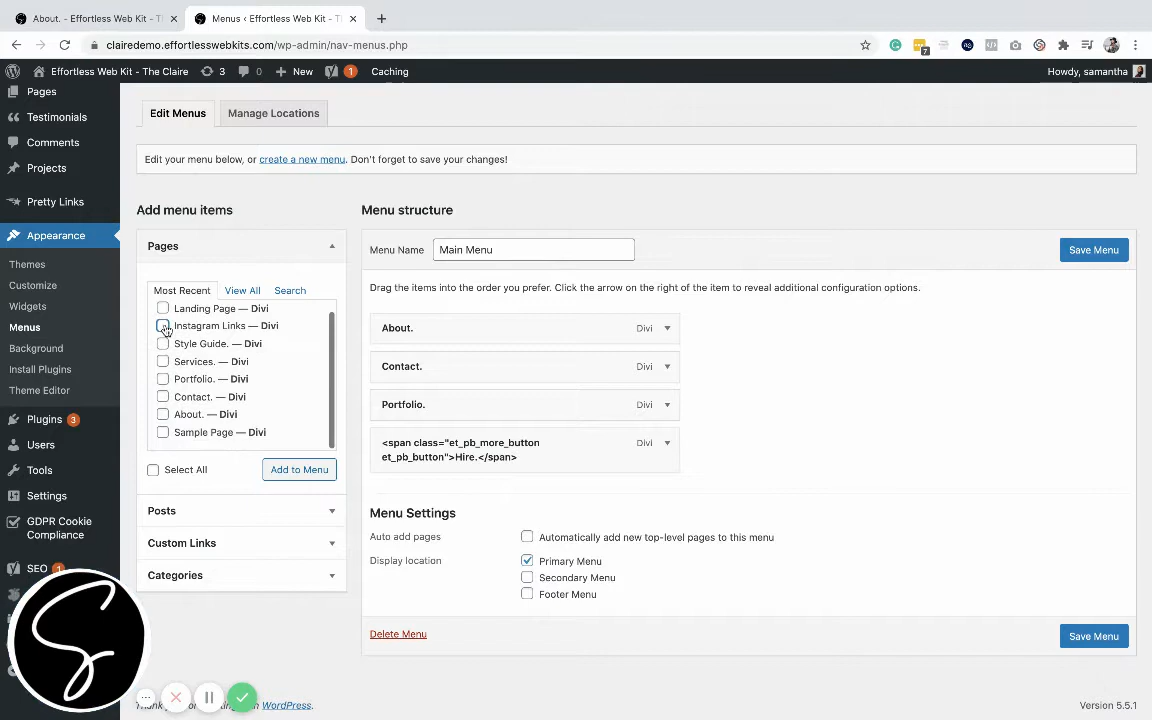 About. - Effortless Web Kit - Th
Menus ‹ Effortless Web Kit - Th
clairedemo.effortlesswebkits.com/wp-admin/nav-menus.php
7
Effortless Web Kit - The Claire
3
0
New
1
Caching
Howdy, samantha
Pages
Testimonials
Comments
Projects
Pretty Links
Appearance
Themes
Customize
Widgets
Menus
Background
Install Plugins
Theme Editor
Plugins 3
Users
Tools
Settings
GDPR Cookie
Compliance
SEO 1
Edit Menus
Manage Locations
Edit your menu below, or create a new menu. Don't forget to save your changes!
Add menu items
Pages
Most Recent
View All
Search
Landing Page — Divi
Instagram Links — Divi
Style Guide. — Divi
Services. — Divi
Portfolio. — Divi
Contact. — Divi
About. — Divi
Sample Page — Divi
Select All
Add to Menu
Posts
Custom Links
Categories
Menu structure
Menu Name
Main Menu
Save Menu
Drag the items into the order you prefer. Click the arrow on the right of the item to reveal additional configuration options.
About. Divi
Contact. Divi
Portfolio. Divi
<span class="et_pb_more_button Divi
et_pb_button">Hire.</span>
Menu Settings
Auto add pages
Automatically add new top-level pages to this menu
Display location
Primary Menu
Secondary Menu
Footer Menu
Delete Menu
Save Menu
WordPress.
Version 5.5.1